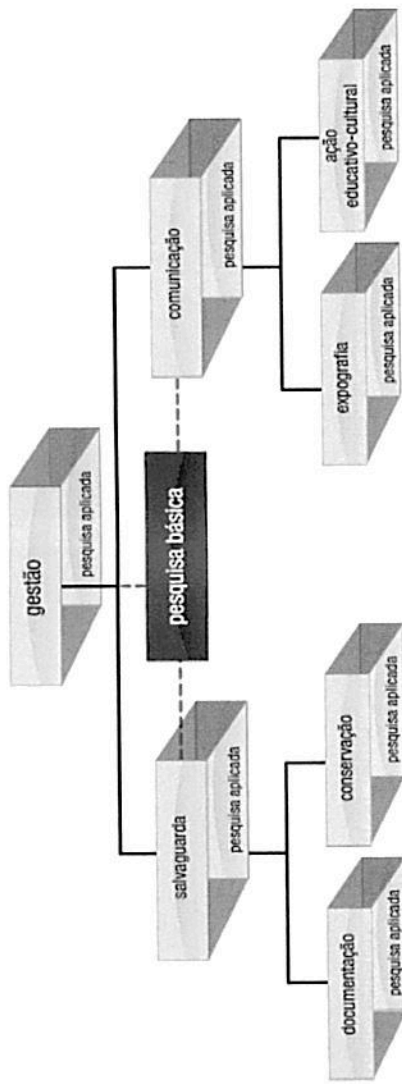 gestão
pesquisa aplicada
salvaguarda
pesquisa aplicada
pesquisa básica
comunicação
pesquisa aplicada
documentação
pesquisa aplicada
conservação
pesquisa aplicada
expografia
pesquisa aplicada
ação
educativo-cultural
pesquisa aplicada